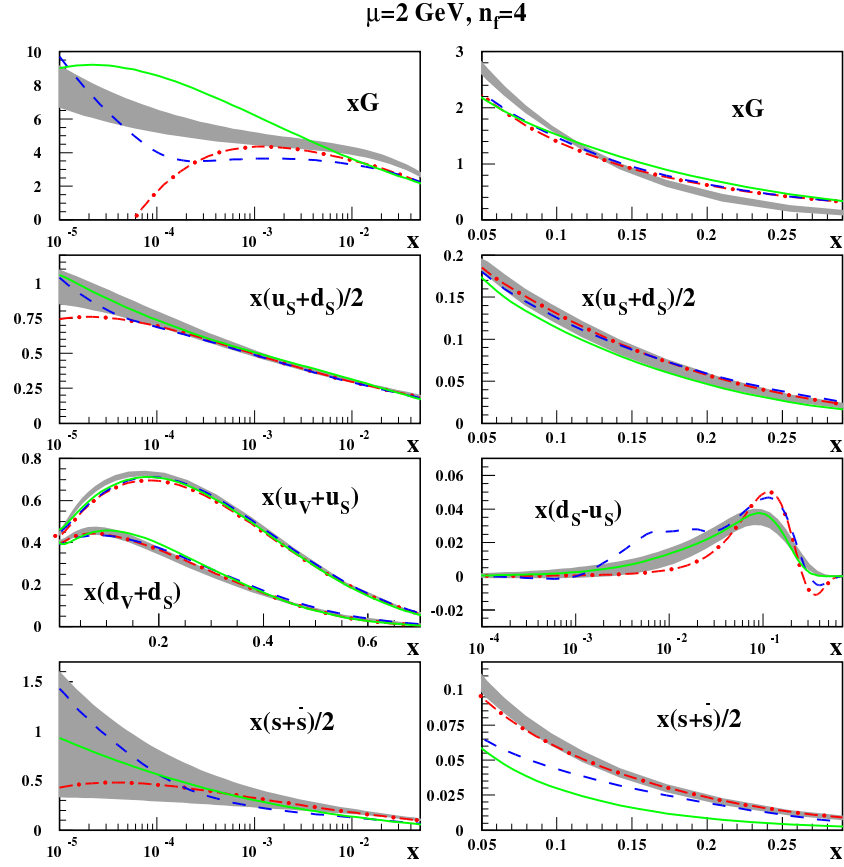 μ=2 GeV, n_f=4
10
8
6
4
2
0
xG
10^-5 10^-4 10^-3 10^-2 x
3
2
1
0
xG
0.05 0.1 0.15 0.2 0.25 x
1
0.75
0.5
0.25
0
x(u_S+d_S)/2
10^-5 10^-4 10^-3 10^-2 x
0.2
0.15
0.1
0.05
0
x(u_S+d_S)/2
0.05 0.1 0.15 0.2 0.25 x
0.8
0.6
0.4
0.2
0
x(u_V+u_S)
x(d_V+d_S)
0.2 0.4 0.6 x
0.06
0.04
0.02
0
-0.02
x(d_S-u_S)
10^-4 10^-3 10^-2 10^-1 x
1.5
1
0.5
0
x(s+s̄)/2
10^-5 10^-4 10^-3 10^-2 x
0.1
0.075
0.05
0.025
0
x(s+s̄)/2
0.05 0.1 0.15 0.2 0.25 x